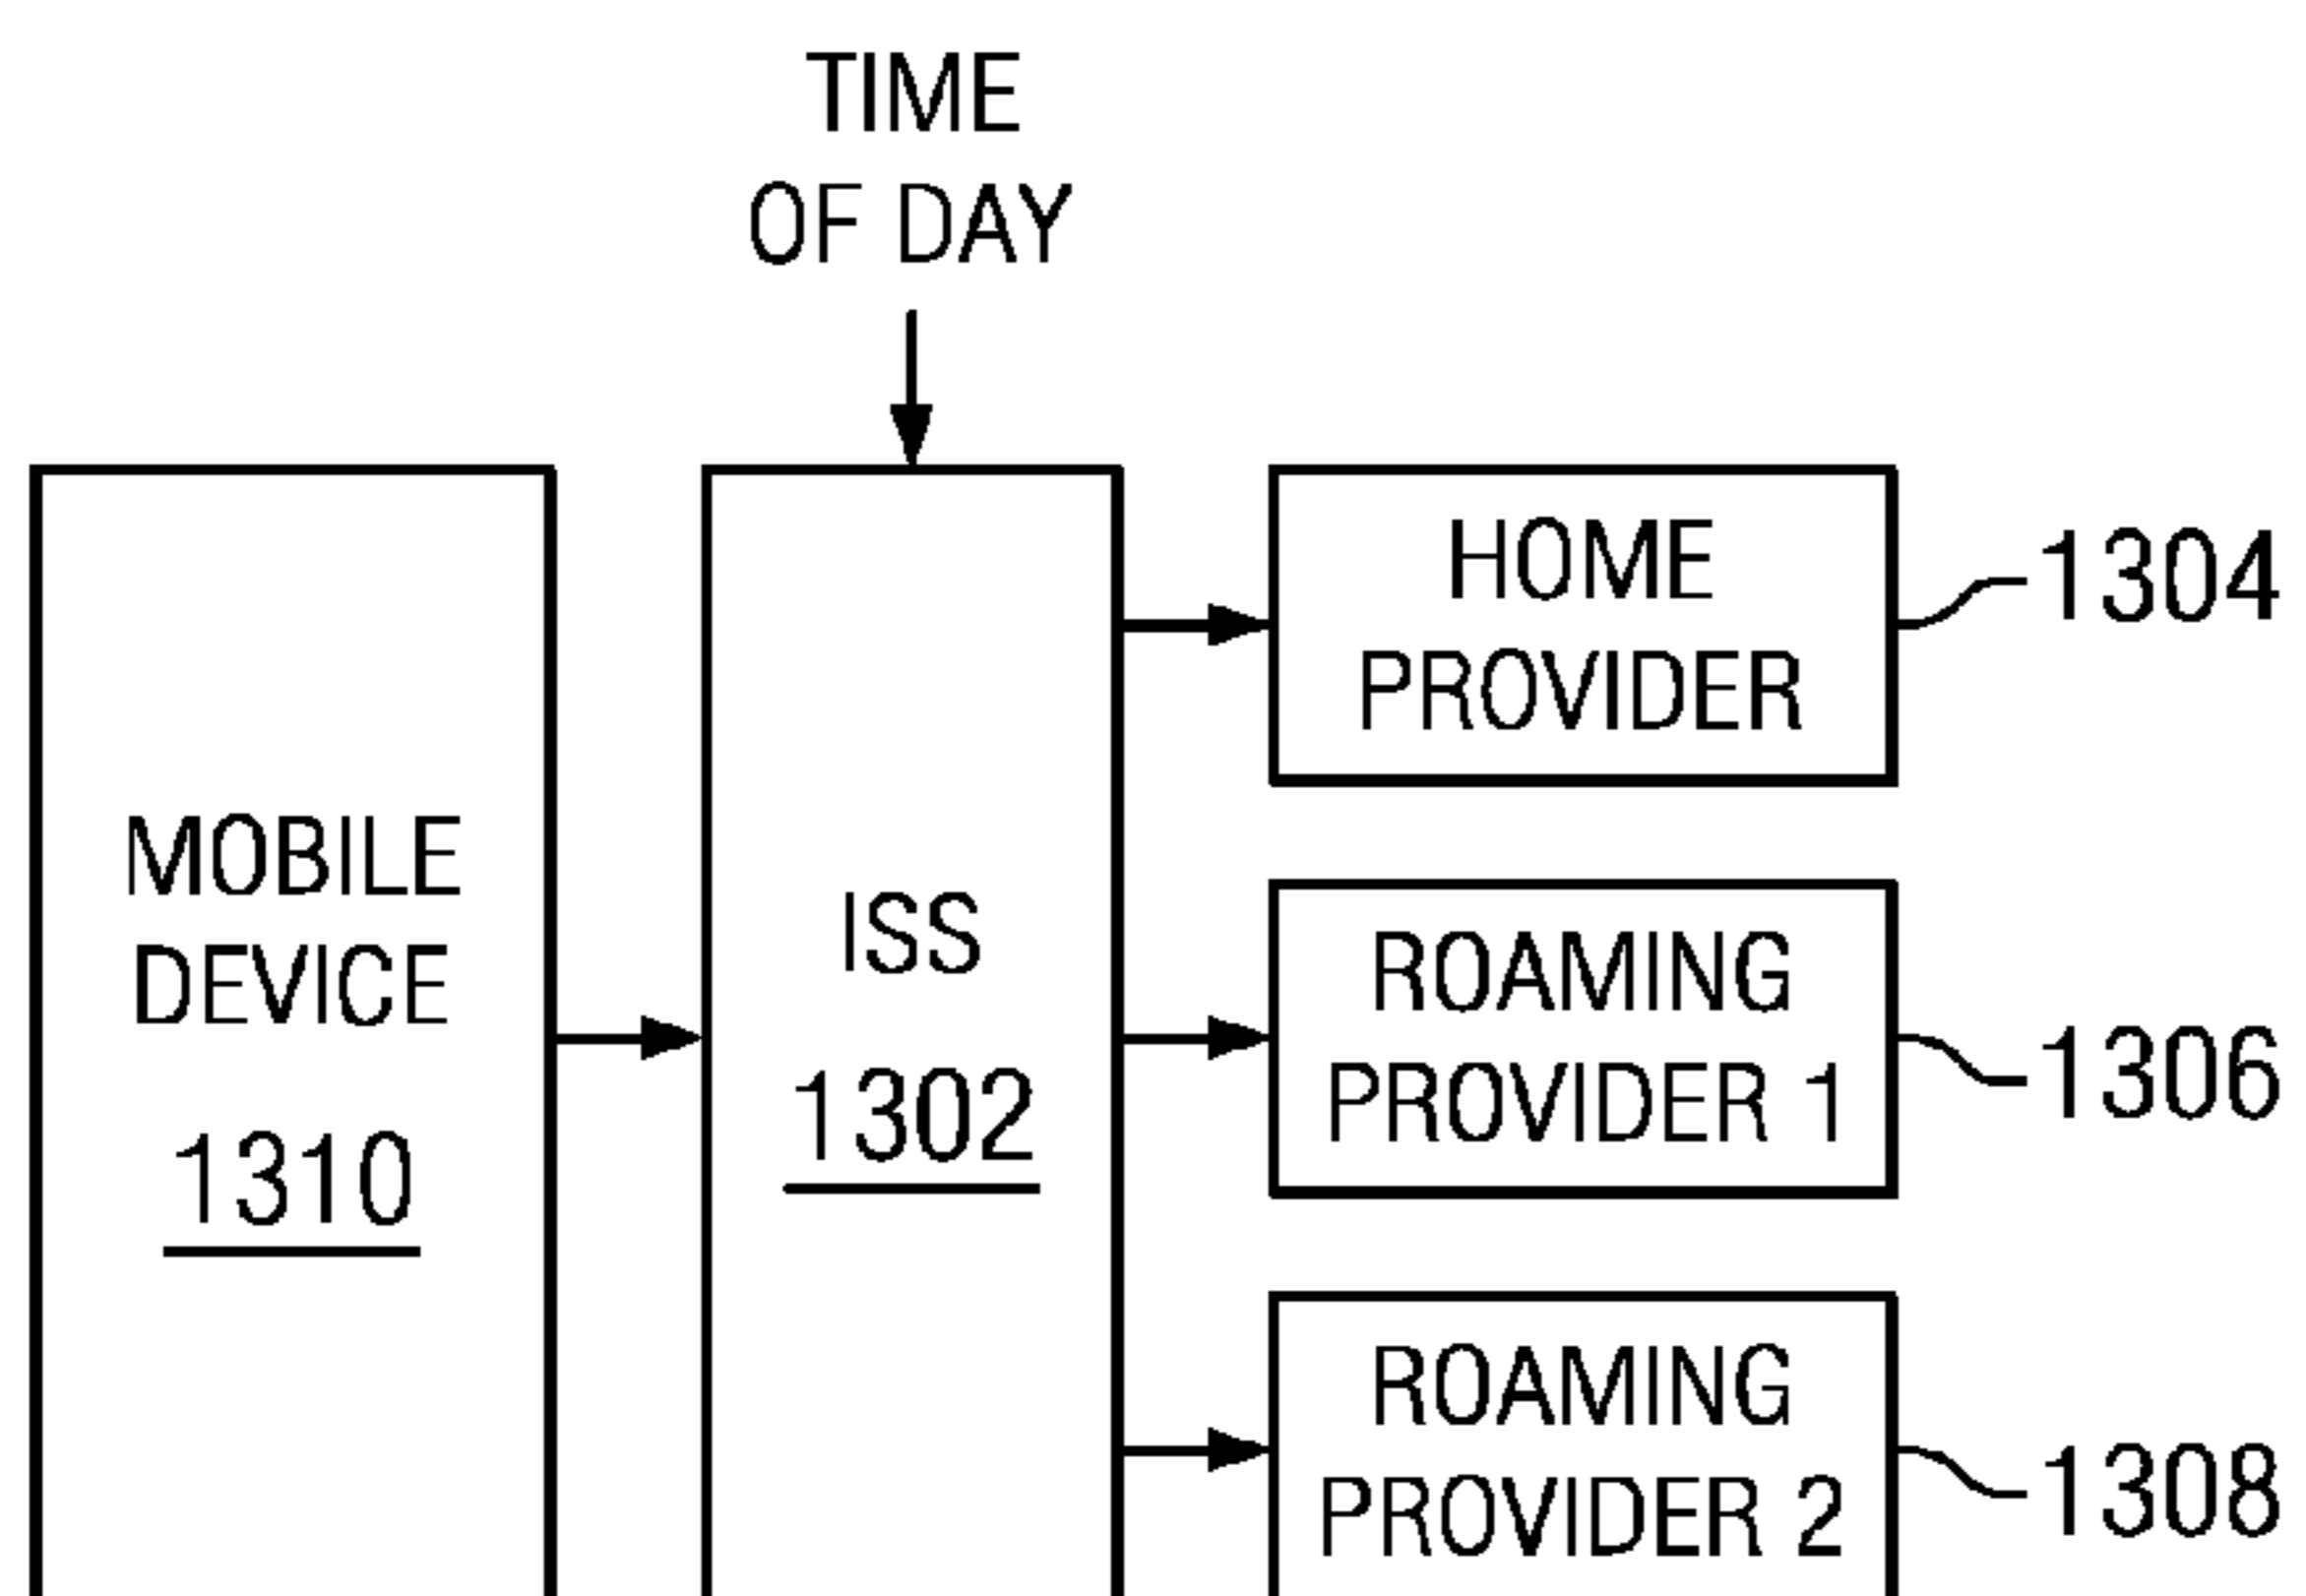 TIME
OF DAY
MOBILE
DEVICE
1310
ISS
1302
HOME
PROVIDER
1304
ROAMING
PROVIDER 1
1306
ROAMING
PROVIDER 2
1308